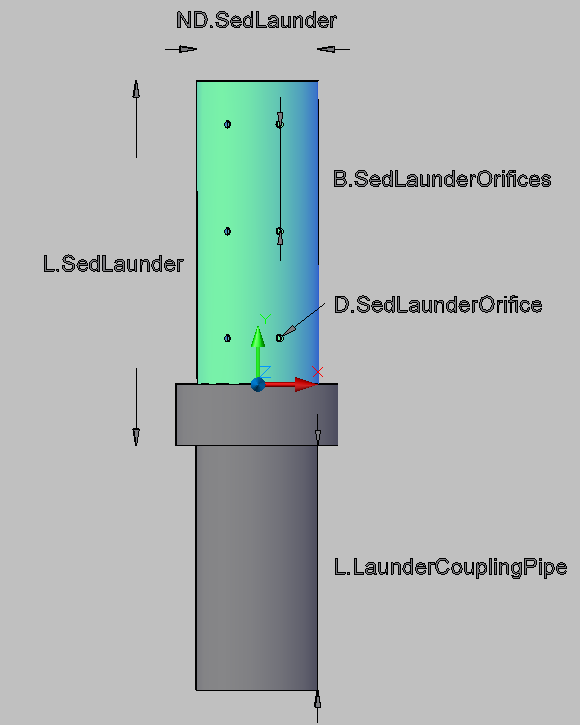 ND.SedLaunder
B.SedLaunderOrifices
L.SedLaunder
D.SedLaunderOrifice
Y
Z
X
L.LaunderCouplingPipe